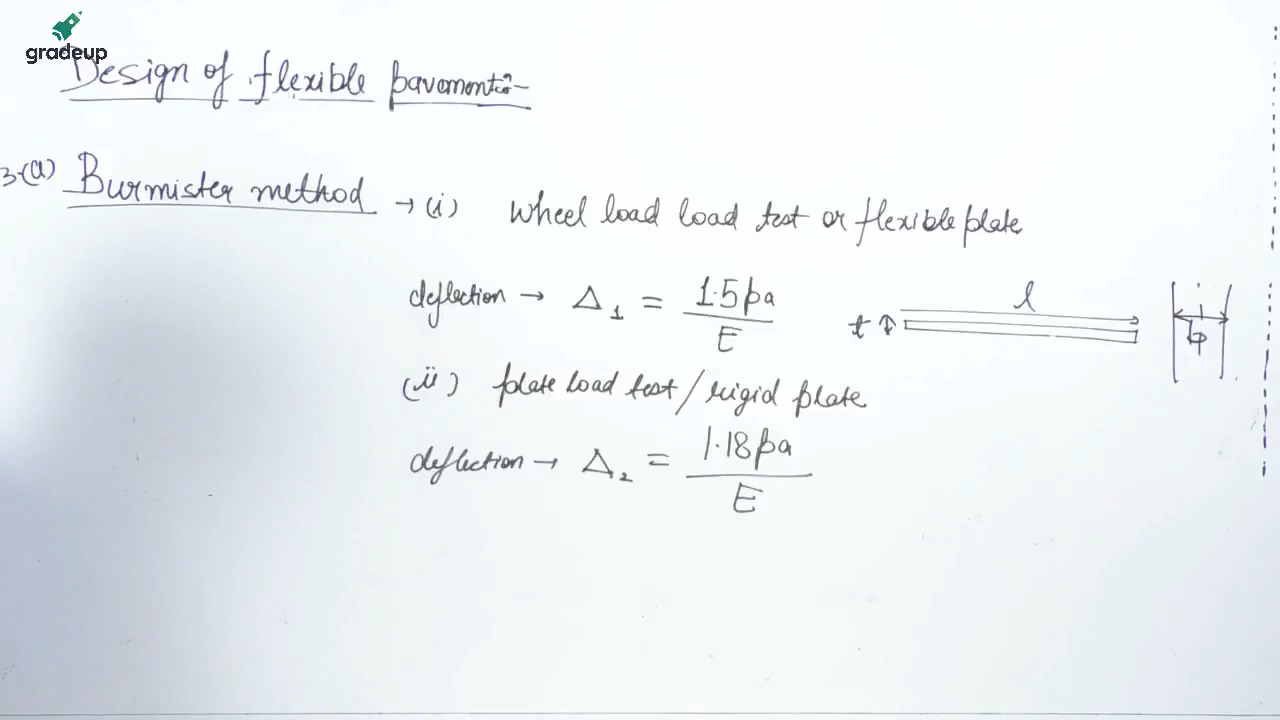 gradeup
Design of flexible pavements:-
3-(a) Burmister method → (i) wheel load load test or flexible plate
deflection → Δ₁ = 1.5pa / E
t l b
(ii) plate load test / rigid plate
deflection → Δ₂ = 1.18pa / E